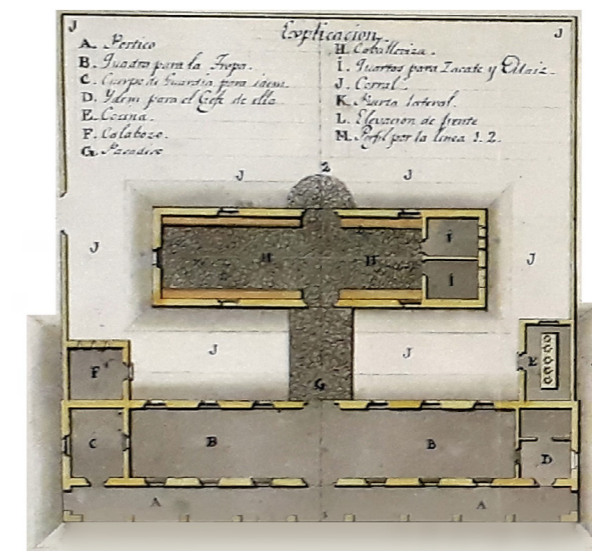 J
Explicacion.
J
A. Portico
B. Quadra para la Tropa.
C. Cuerpo de Guardia para idem.
D. Ydem para el Gefe de ella.
E. Cocina.
F. Calabozo.
G. Pasadizo
H. Caballeriza.
I. Quartos para Zacate y Maiz.
J. Corral.
K. Puerta lateral.
L. Elevacion de frente
M. Perfil por la linea 1. 2.
J
2
J
J
H
H
i
i
J
J
J
F
E
G
C
B
B
D
A
A